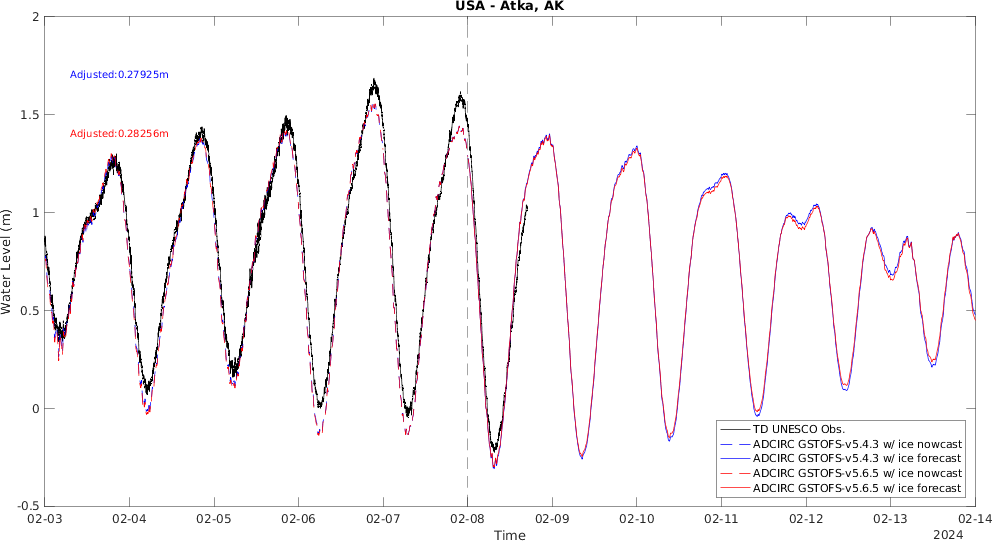 USA - Atka, AK
2
1.5
1
0.5
0
-0.5
Water Level (m)
Adjusted:0.27925m
Adjusted:0.28256m
TD UNESCO Obs.
ADCIRC GSTOFS-v5.4.3 w/ ice nowcast
ADCIRC GSTOFS-v5.4.3 w/ ice forecast
ADCIRC GSTOFS-v5.6.5 w/ ice nowcast
ADCIRC GSTOFS-v5.6.5 w/ ice forecast
02-03 02-04 02-05 02-06 02-07 02-08 02-09 02-10 02-11 02-12 02-13 02-14
Time
2024